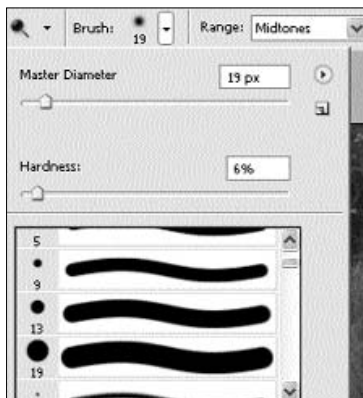 Brush: 19 Range: Midtones
Master Diameter 19 px
Hardness: 6%
5
9
13
19